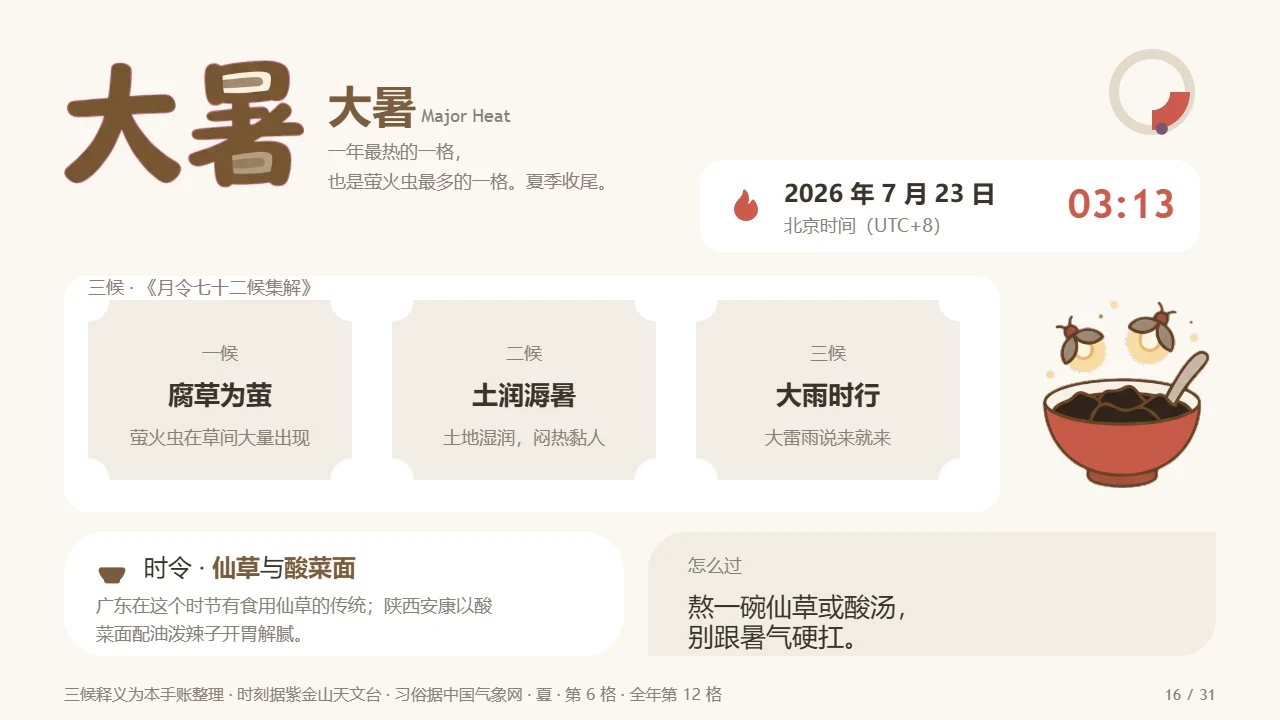 大暑
大暑 Major Heat
一年最热的一格，
也是萤火虫最多的一格。夏季收尾。
2026 年 7 月 23 日
北京时间（UTC+8）
03:13
三候 ·《月令七十二候集解》
一候
腐草为萤
萤火虫在草间大量出现
二候
土润溽暑
土地湿润，闷热黏人
三候
大雨时行
大雷雨说来就来
时令 · 仙草与酸菜面
广东在这个时节有食用仙草的传统；陕西安康以酸
菜面配油泼辣子开胃解腻。
怎么过
熬一碗仙草或酸汤，
别跟暑气硬扛。
三候释义为本手账整理 · 时刻据紫金山天文台 · 习俗据中国气象网 · 夏 · 第 6 格 · 全年第 12 格
16 / 31